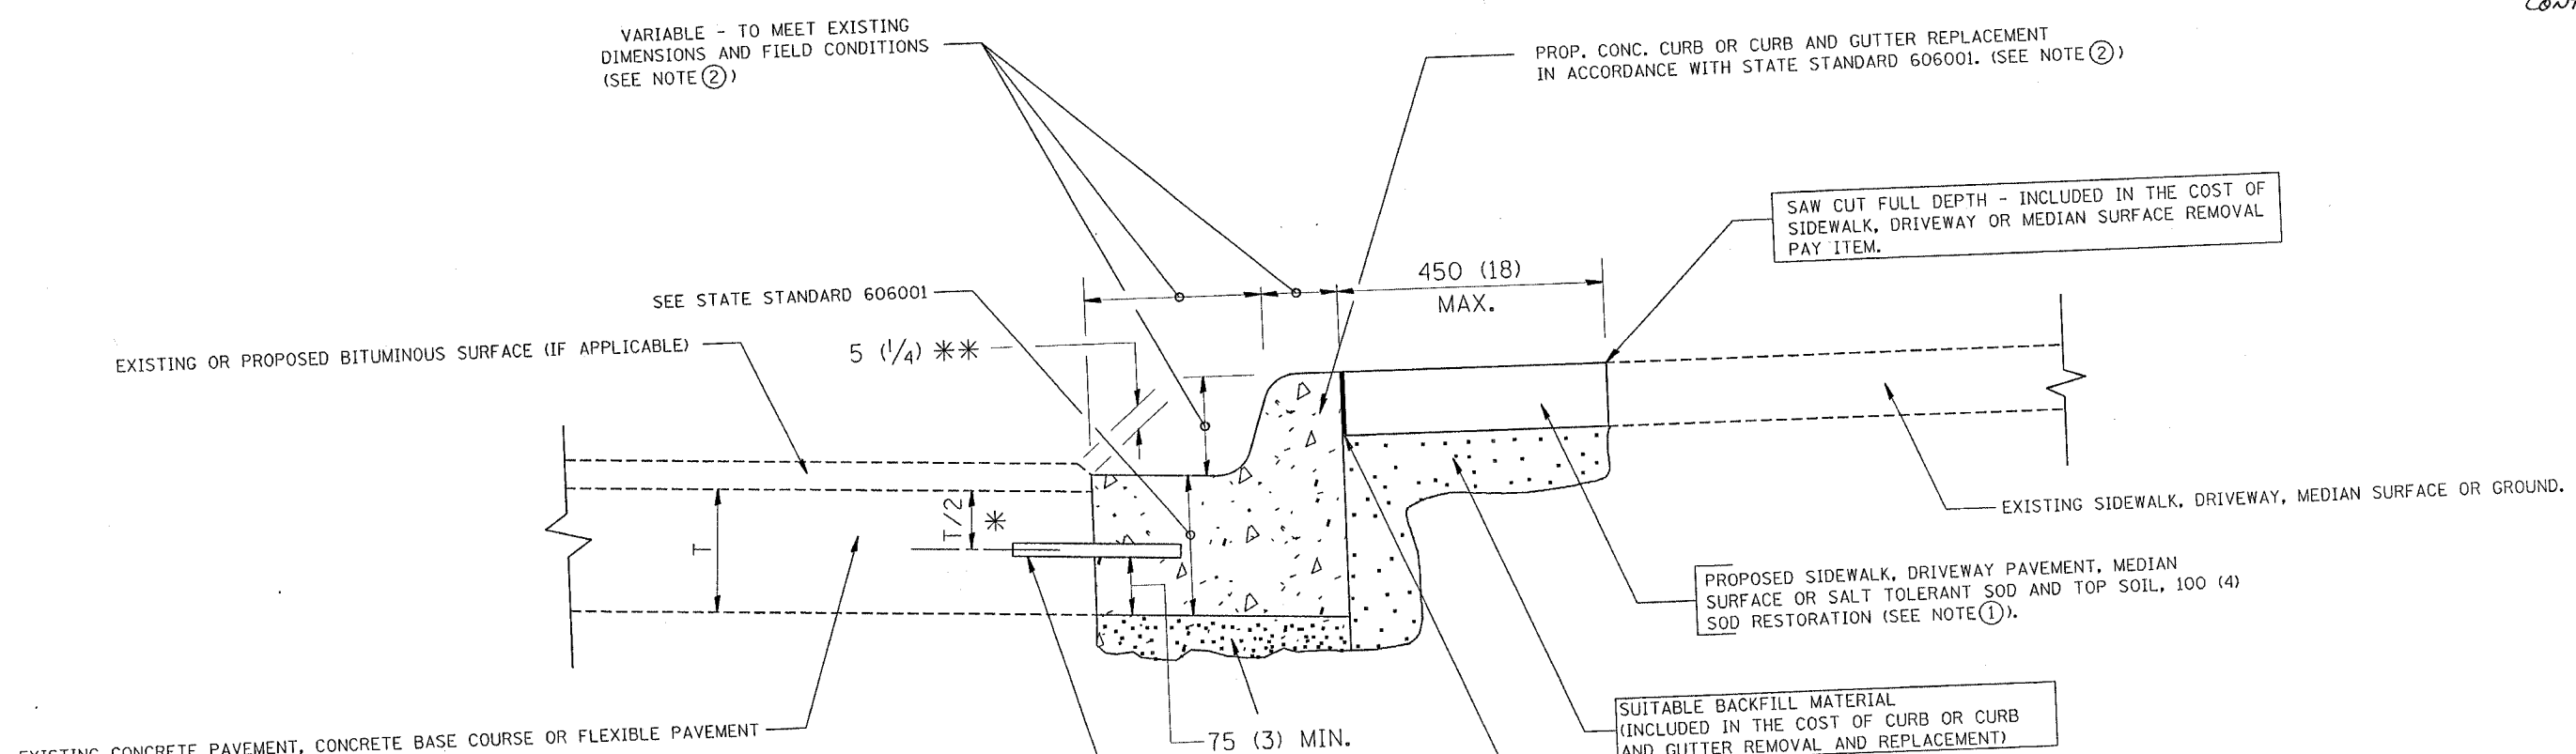 VARIABLE - TO MEET EXISTING
DIMENSIONS AND FIELD CONDITIONS
(SEE NOTE ②)
PROP. CONC. CURB OR CURB AND GUTTER REPLACEMENT
IN ACCORDANCE WITH STATE STANDARD 606001. (SEE NOTE ②)
SAW CUT FULL DEPTH - INCLUDED IN THE COST OF
SIDEWALK, DRIVEWAY OR MEDIAN SURFACE REMOVAL
PAY ITEM.
450 (18)
MAX.
SEE STATE STANDARD 606001
5 (1/4) **
EXISTING OR PROPOSED BITUMINOUS SURFACE (IF APPLICABLE)
T
T/2
*
EXISTING SIDEWALK, DRIVEWAY, MEDIAN SURFACE OR GROUND.
PROPOSED SIDEWALK, DRIVEWAY PAVEMENT, MEDIAN
SURFACE OR SALT TOLERANT SOD AND TOP SOIL, 100 (4)
SOD RESTORATION (SEE NOTE ①).
SUITABLE BACKFILL MATERIAL
(INCLUDED IN THE COST OF CURB OR CURB
AND GUTTER REMOVAL AND REPLACEMENT)
75 (3) MIN.
EXISTING CONCRETE PAVEMENT, CONCRETE BASE COURSE OR FLEXIBLE PAVEMENT